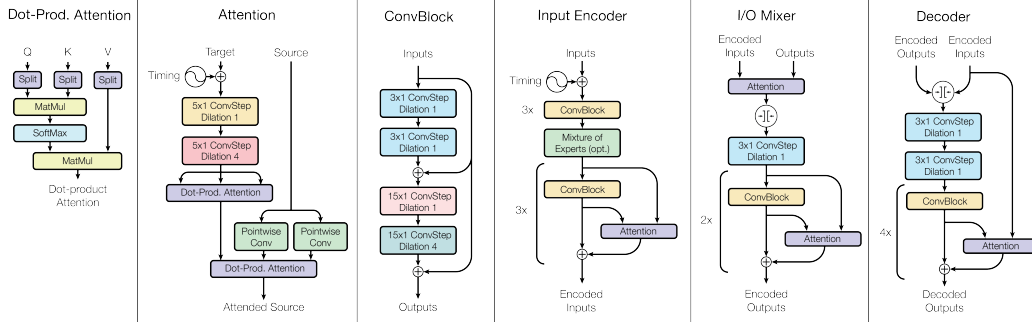 Dot-Prod. Attention
Q K V
Split Split Split
MatMul
SoftMax
MatMul
Dot-product
Attention
Attention
Target Source
Timing
5x1 ConvStep
Dilation 1
5x1 ConvStep
Dilation 4
Dot-Prod. Attention
Pointwise
Conv
Pointwise
Conv
Dot-Prod. Attention
Attended Source
ConvBlock
Inputs
3x1 ConvStep
Dilation 1
3x1 ConvStep
Dilation 1
15x1 ConvStep
Dilation 1
15x1 ConvStep
Dilation 4
Outputs
Input Encoder
Inputs
Timing
3x
ConvBlock
Mixture of
Experts (opt.)
ConvBlock
3x
Attention
Encoded
Inputs
I/O Mixer
Encoded
Inputs
Outputs
Attention
3x1 ConvStep
Dilation 1
ConvBlock
2x
Attention
Encoded
Outputs
Decoder
Encoded
Outputs
Encoded
Inputs
3x1 ConvStep
Dilation 1
3x1 ConvStep
Dilation 1
ConvBlock
4x
Attention
Decoded
Outputs